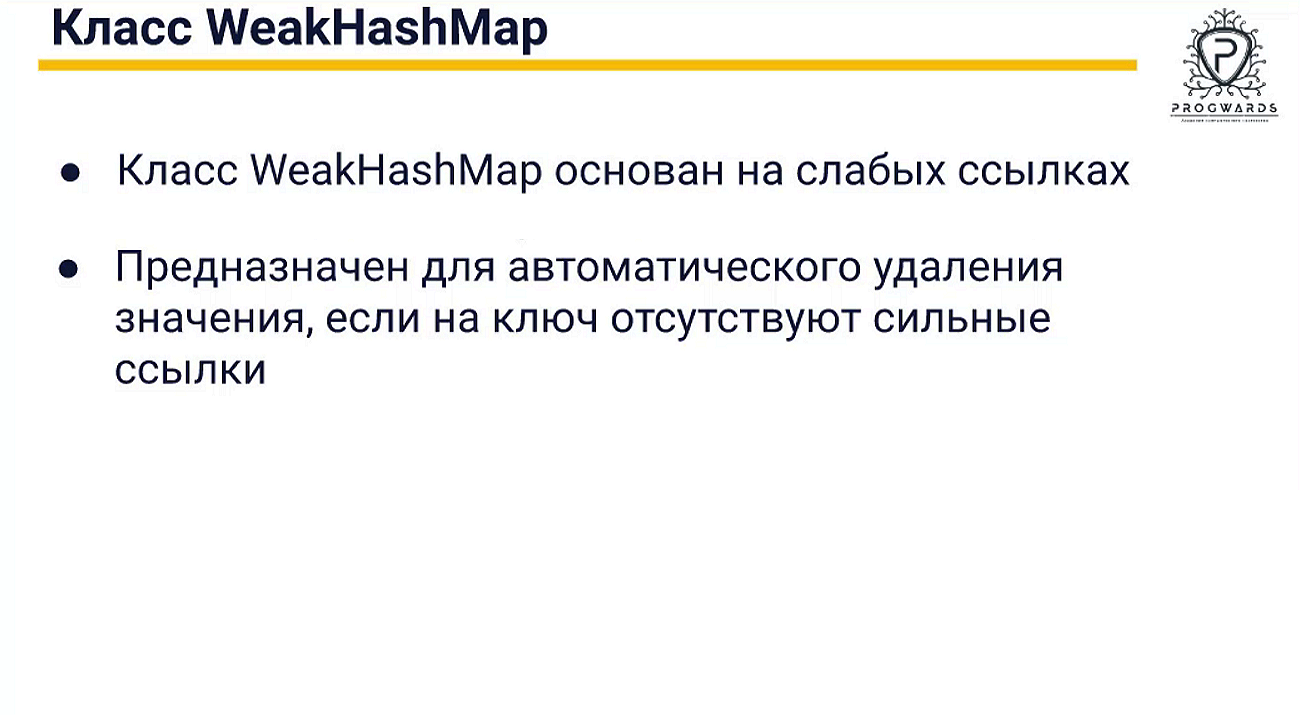 Класс WeakHashMap
PROGWARDS
● Класс WeakHashMap основан на слабых ссылках
● Предназначен для автоматического удаления
значения, если на ключ отсутствуют сильные
ссылки